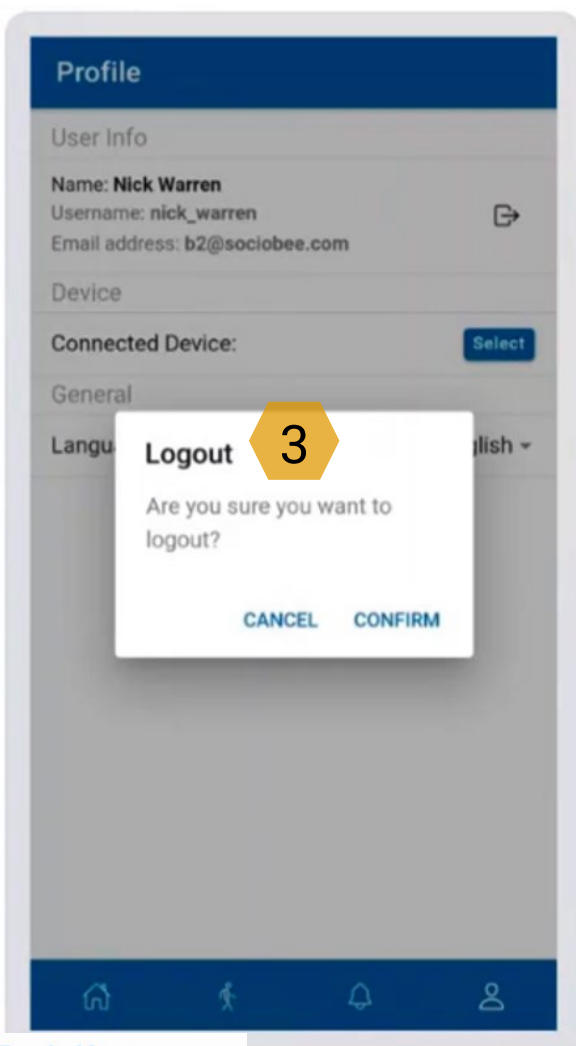 Profile
User Info
Name: Nick Warren
Username: nick_warren
Email address: b2@sociobee.com
Device
Connected Device:
Select
General
Langu
glish
Logout
3
Are you sure you want to
logout?
CANCEL CONFIRM